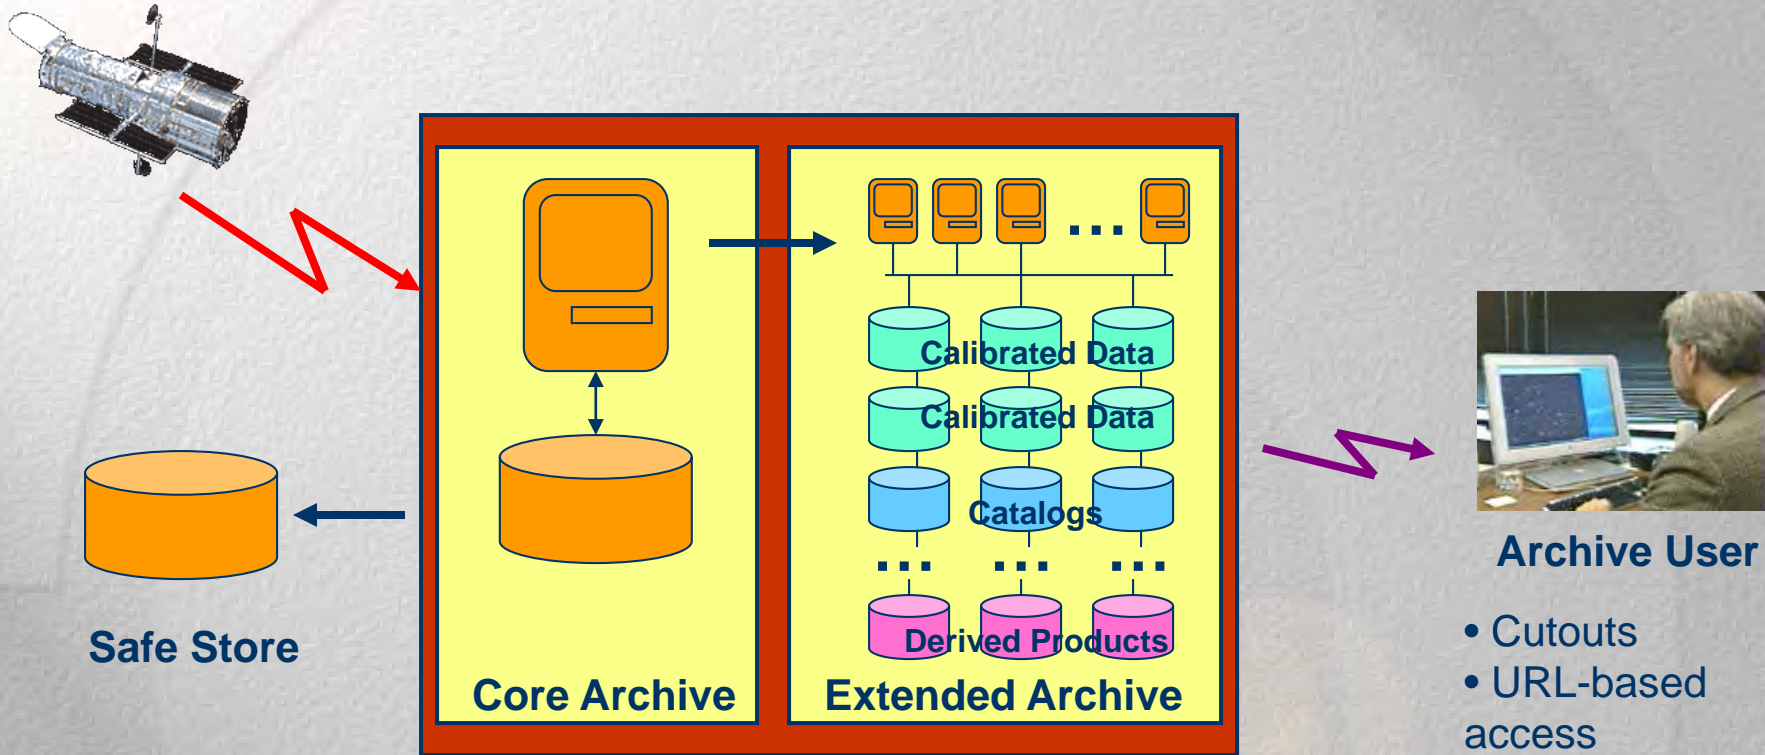 Calibrated Data
Calibrated Data
Catalogs
Derived Products
Safe Store
Core Archive
Extended Archive
Archive User
• Cutouts
• URL-based
access